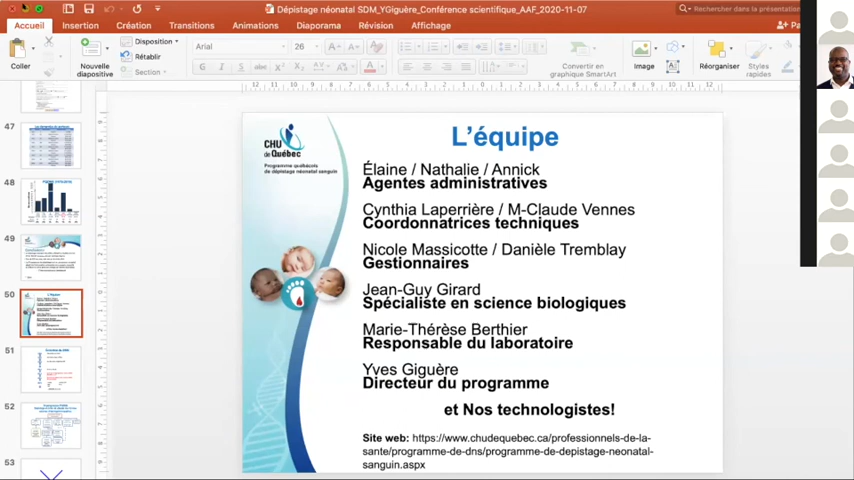 Dépistage néonatal SDM_YGiguère_Conférence scientifique_AAF_2020-11-07
Rechercher dans la présentation
Accueil
Insertion
Création
Transitions
Animations
Diaporama
Révision
Affichage
Coller
Nouvelle
diapositive
Disposition
Rétablir
Section
Arial
26
Convertir en
graphique SmartArt
Image
Réorganiser
Styles
rapides
47
48
49
50
51
52
53
CHU
de Québec
Programme québécois
de dépistage néonatal sanguin
L'équipe
Élaine / Nathalie / Annick
Agentes administratives
Cynthia Laperrière / M-Claude Vennes
Coordonnatrices techniques
Nicole Massicotte / Danièle Tremblay
Gestionnaires
Jean-Guy Girard
Spécialiste en science biologiques
Marie-Thérèse Berthier
Responsable du laboratoire
Yves Giguère
Directeur du programme
et Nos technologistes!
Site web: https://www.chudequebec.ca/professionnels-de-la-
sante/programme-de-dns/programme-de-depistage-neonatal-
sanguin.aspx